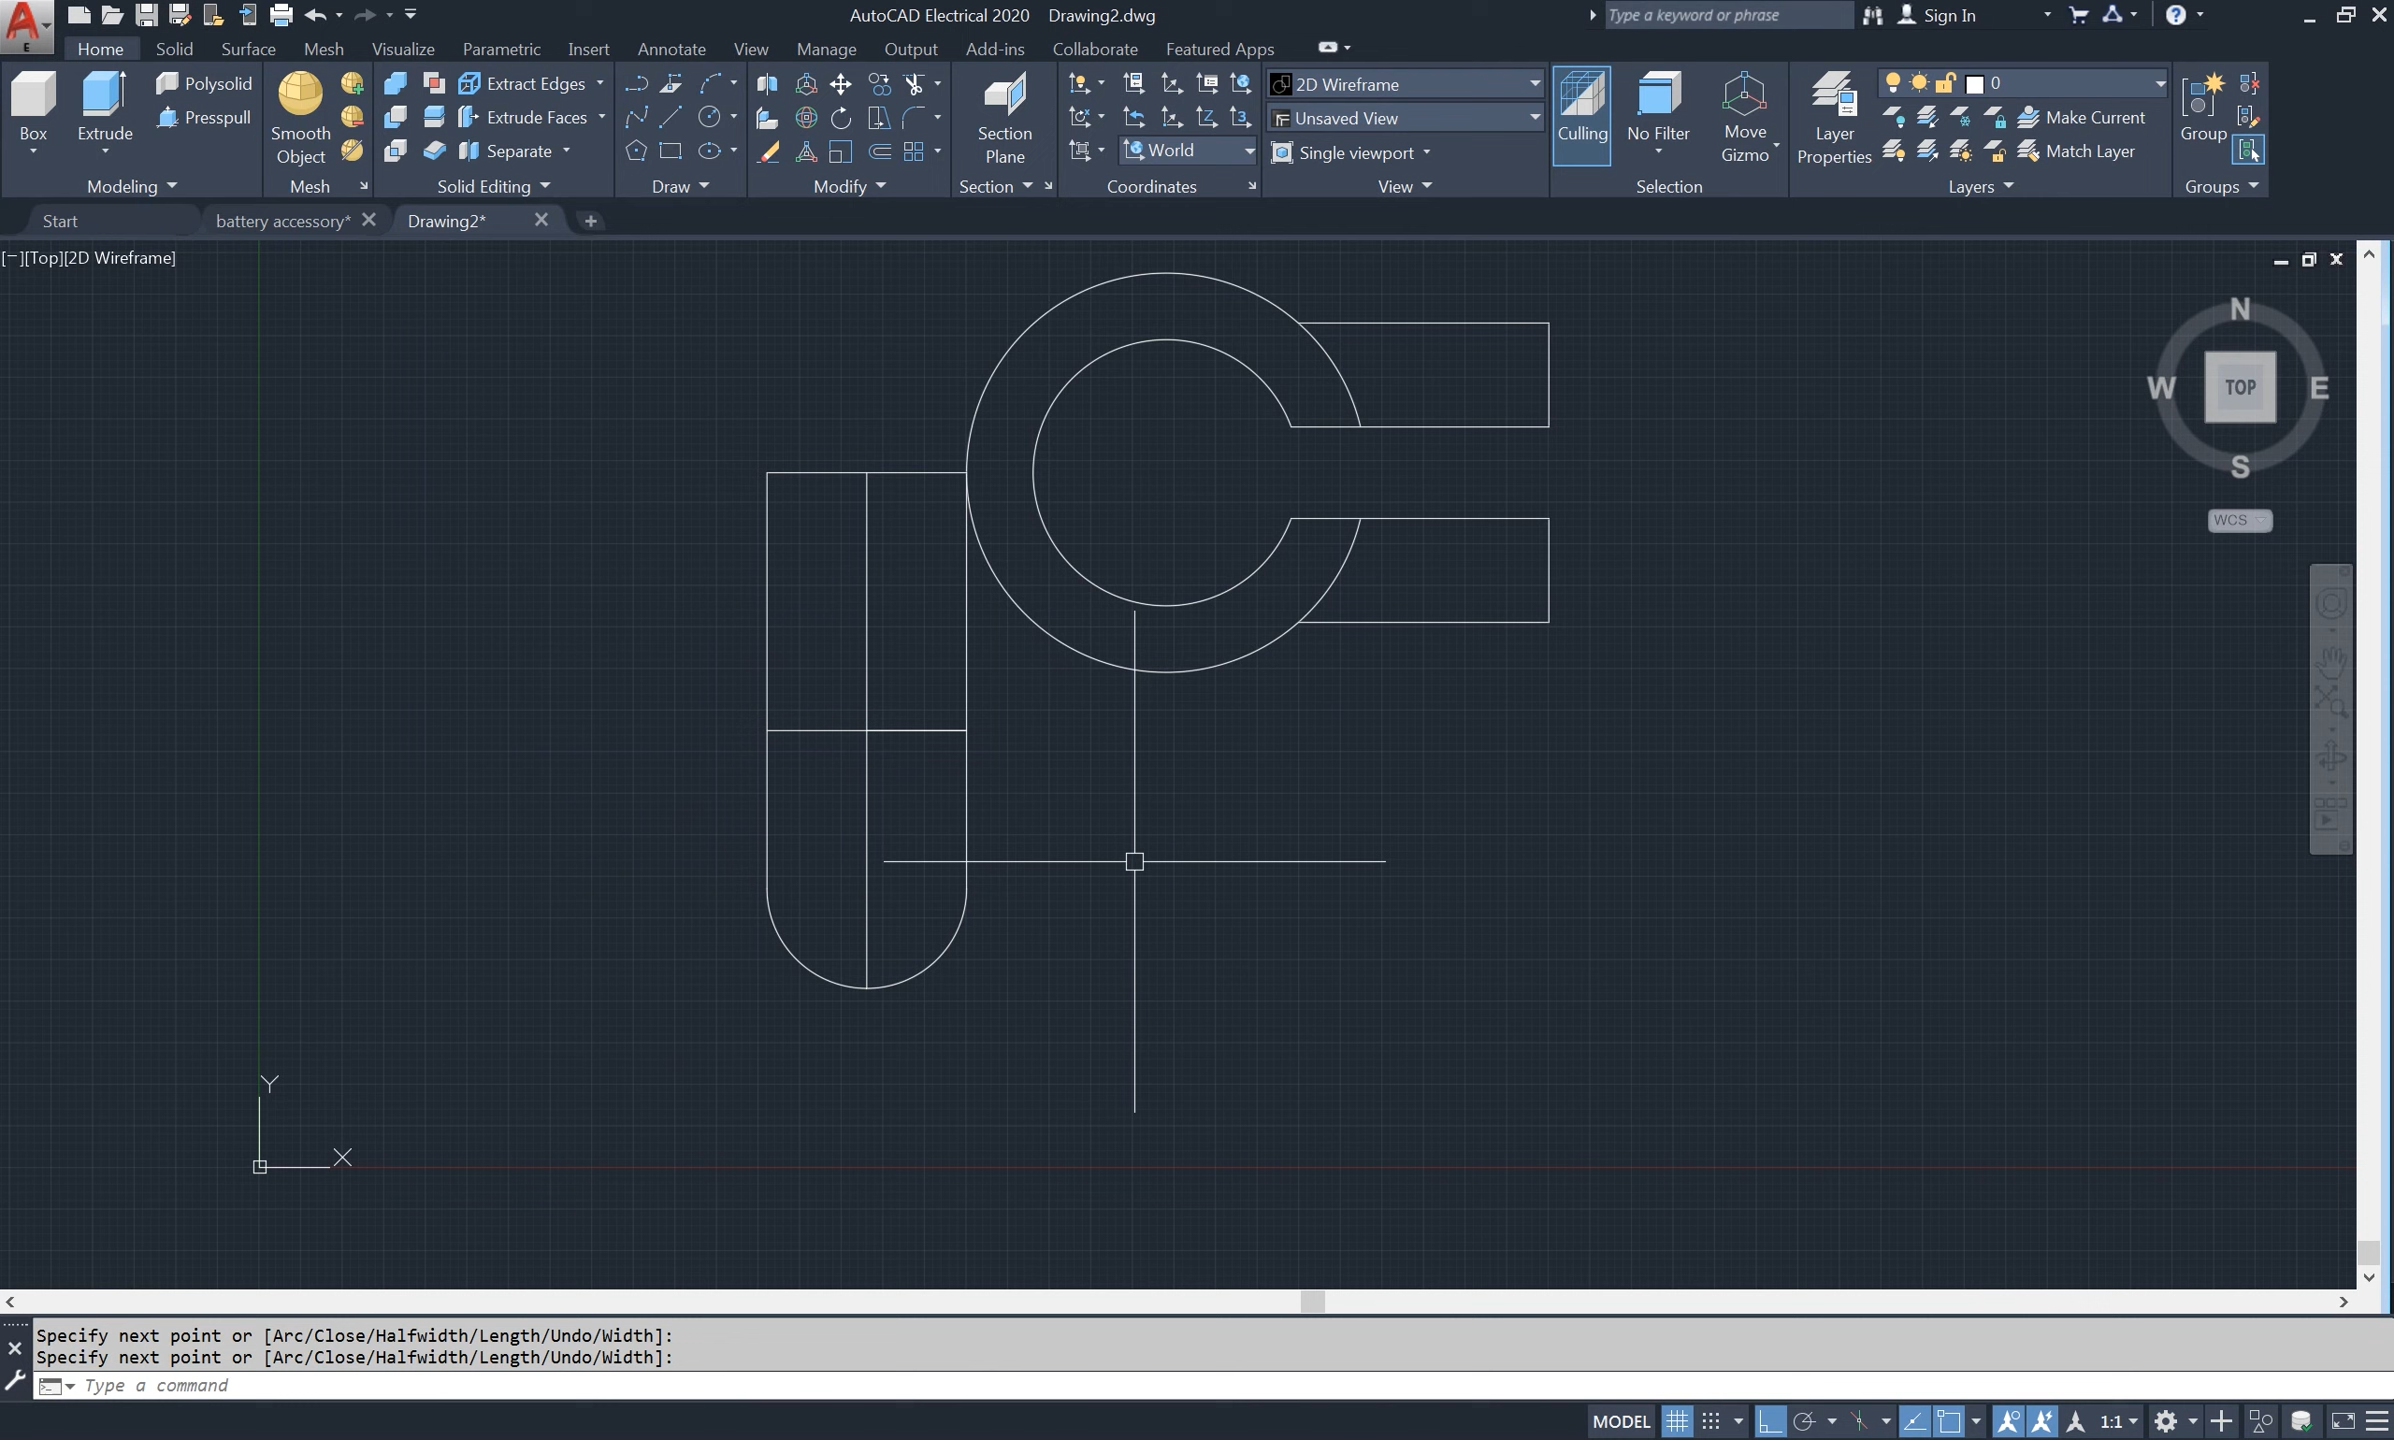 A E
AutoCAD Electrical 2020 Drawing2.dwg
Type a keyword or phrase
Sign In
Home Solid Surface Mesh Visualize Parametric Insert Annotate View Manage Output Add-ins Collaborate Featured Apps
Box
Extrude
Polysolid
Presspull
Modeling
Smooth
Object
Mesh
Extract Edges
Extrude Faces
Separate
Solid Editing
Draw
Modify
Section
Plane
Section
World
Coordinates
2D Wireframe
Unsaved View
Single viewport
View
Culling
No Filter
Move
Gizmo
Selection
Layer
Properties
0
Make Current
Match Layer
Layers
Group
Groups
Start battery accessory* Drawing2*
[−][Top][2D Wireframe]
N
W TOP E
S
WCS
Y
X
Specify next point or [Arc/Close/Halfwidth/Length/Undo/Width]:
Specify next point or [Arc/Close/Halfwidth/Length/Undo/Width]:
Type a command
MODEL 1:1